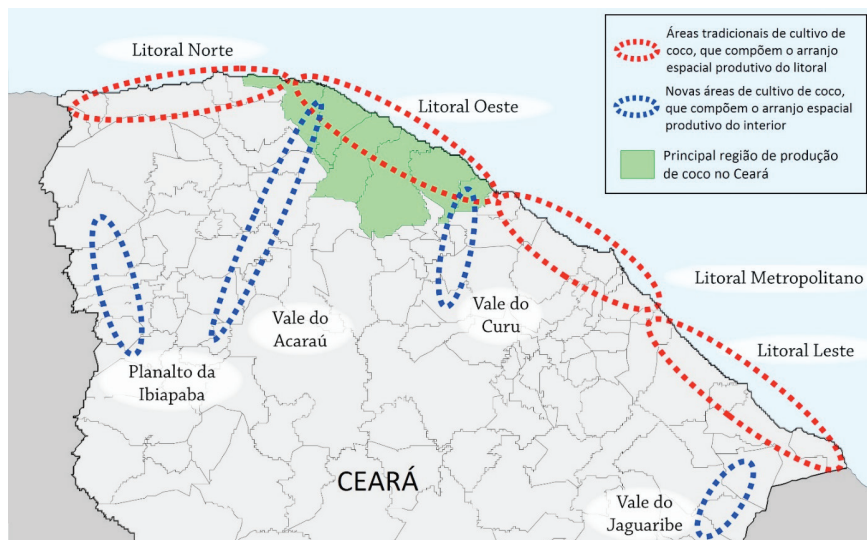 Litoral Norte
Áreas tradicionais de cultivo de
coco, que compõem o arranjo
espacial produtivo do litoral
Litoral Oeste
Novas áreas de cultivo de coco,
que compõem o arranjo espacial
produtivo do interior
Principal região de produção
de coco no Ceará
Litoral Metropolitano
Vale do
Acaraú
Vale do
Curu
Litoral Leste
Planalto da
Ibiapaba
CEARÁ
Vale do
Jaguaribe